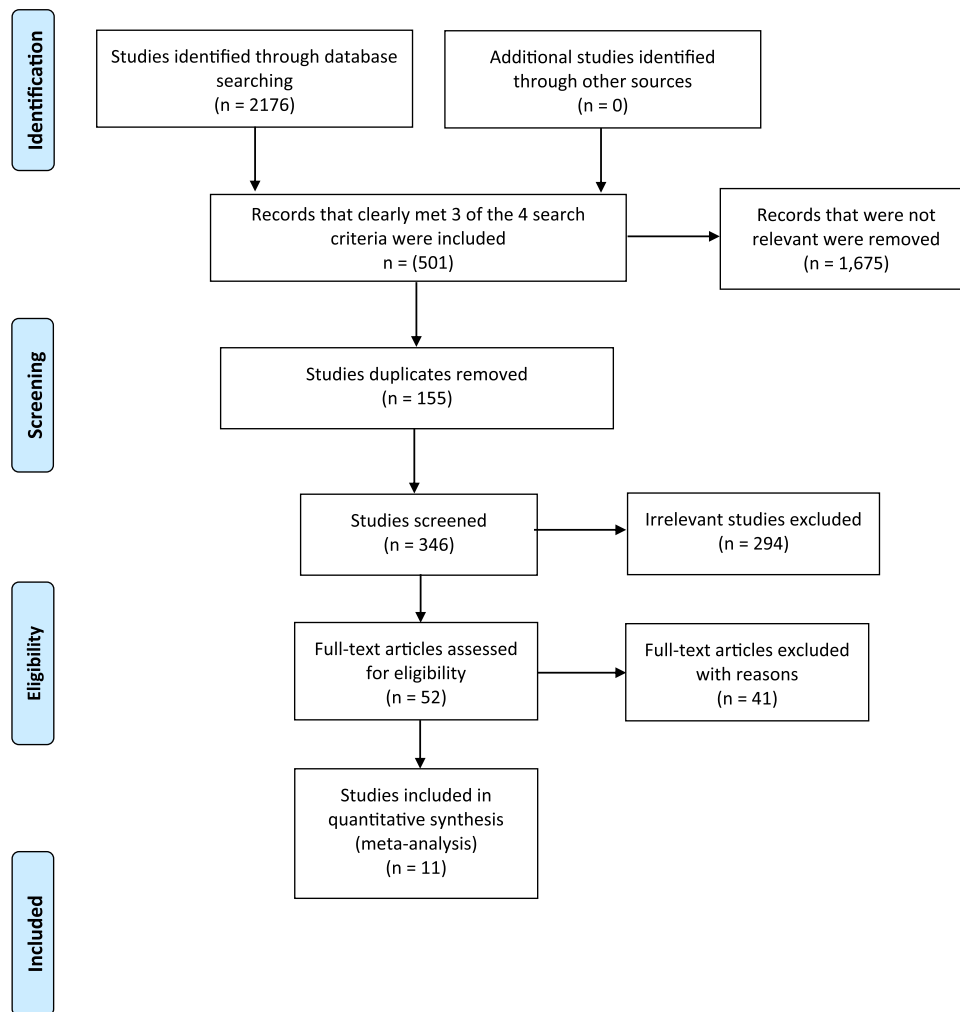 Identification
Studies identified through database
searching
(n = 2176)
Additional studies identified
through other sources
(n = 0)
Records that clearly met 3 of the 4 search
criteria were included
n = (501)
Records that were not
relevant were removed
(n = 1,675)
Screening
Studies duplicates removed
(n = 155)
Studies screened
(n = 346)
Irrelevant studies excluded
(n = 294)
Eligibility
Full-text articles assessed
for eligibility
(n = 52)
Full-text articles excluded
with reasons
(n = 41)
Studies included in
quantitative synthesis
(meta-analysis)
(n = 11)
Included